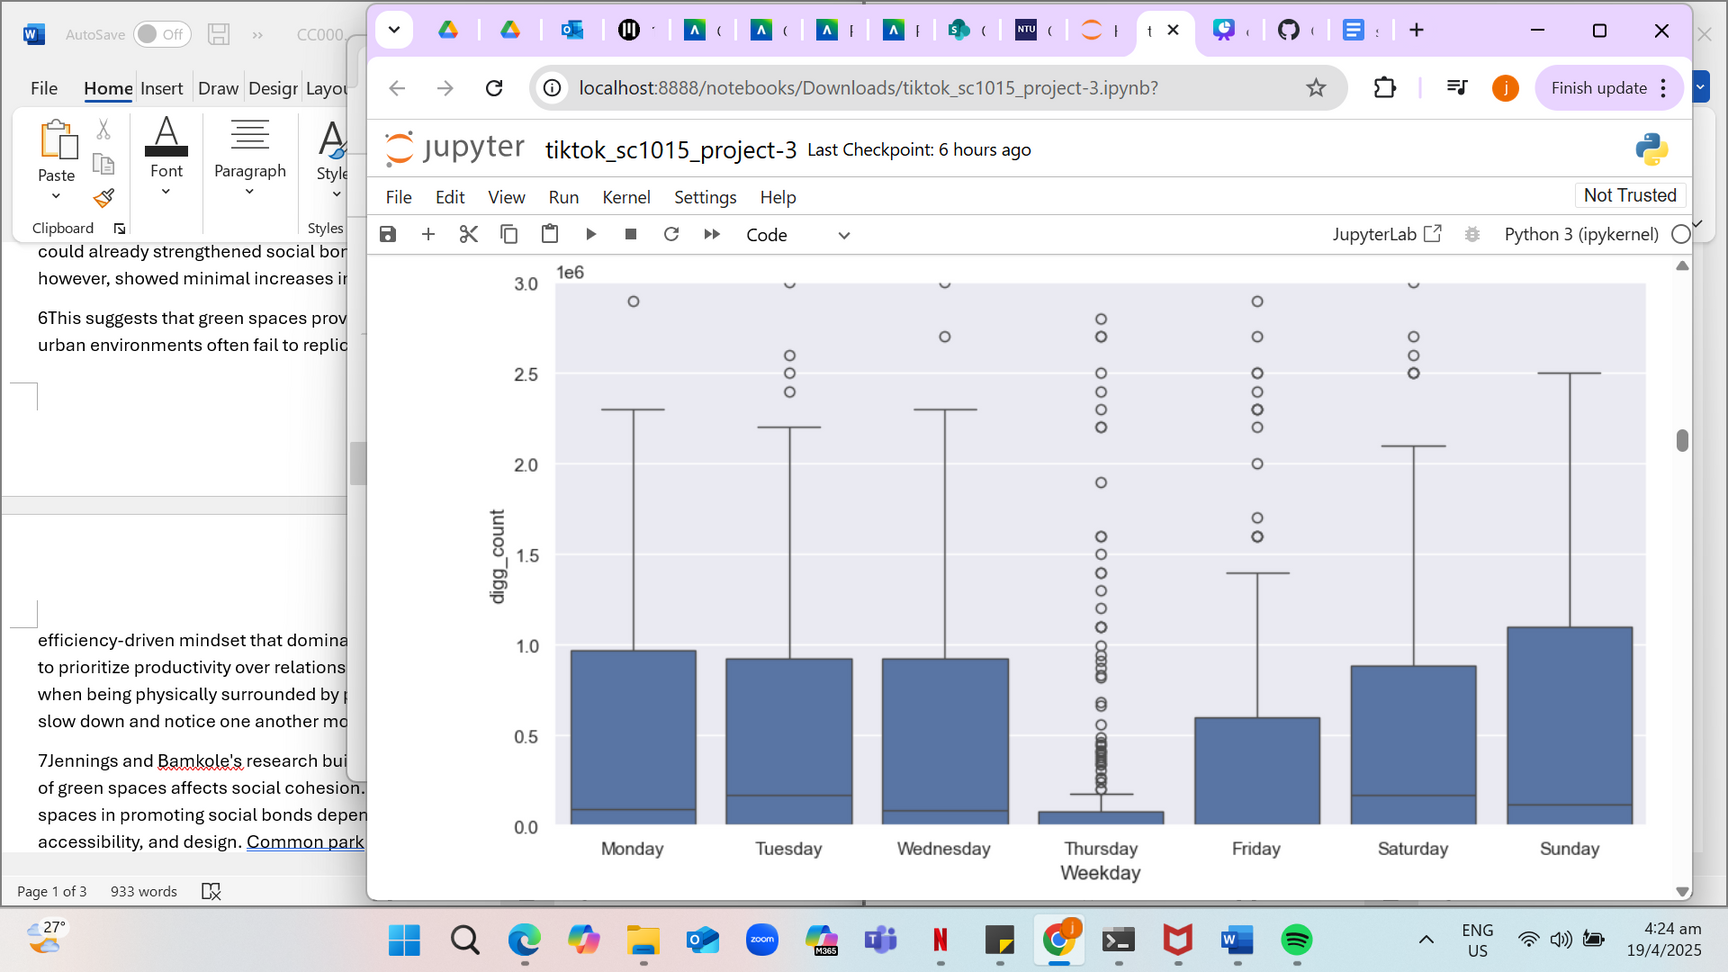 AutoSave
Off
CC000
File
Home
Insert
Draw
Design
Layou
Paste
Font
Paragraph
Style
Clipboard
Styles
could already strengthened social bor
however, showed minimal increases i
6This suggests that green spaces prov
urban environments often fail to replic
efficiency-driven mindset that domina
to prioritize productivity over relations
when being physically surrounded by p
slow down and notice one another mo
7Jennings and Bamkole's research bui
of green spaces affects social cohesion.
spaces in promoting social bonds depen
accessibility, and design. Common park
Page 1 of 3
933 words
NTU
localhost:8888/notebooks/Downloads/tiktok_sc1015_project-3.ipynb?
j
Finish update
jupyter
tiktok_sc1015_project-3
Last Checkpoint: 6 hours ago
File
Edit
View
Run
Kernel
Settings
Help
Not Trusted
Code
JupyterLab
Python 3 (ipykernel)
1e6
3.0
2.5
2.0
1.5
1.0
0.5
0.0
digg_count
Monday
Tuesday
Wednesday
Thursday
Friday
Saturday
Sunday
Weekday
27°
zoom
M365
ENG
US
4:24 am
19/4/2025